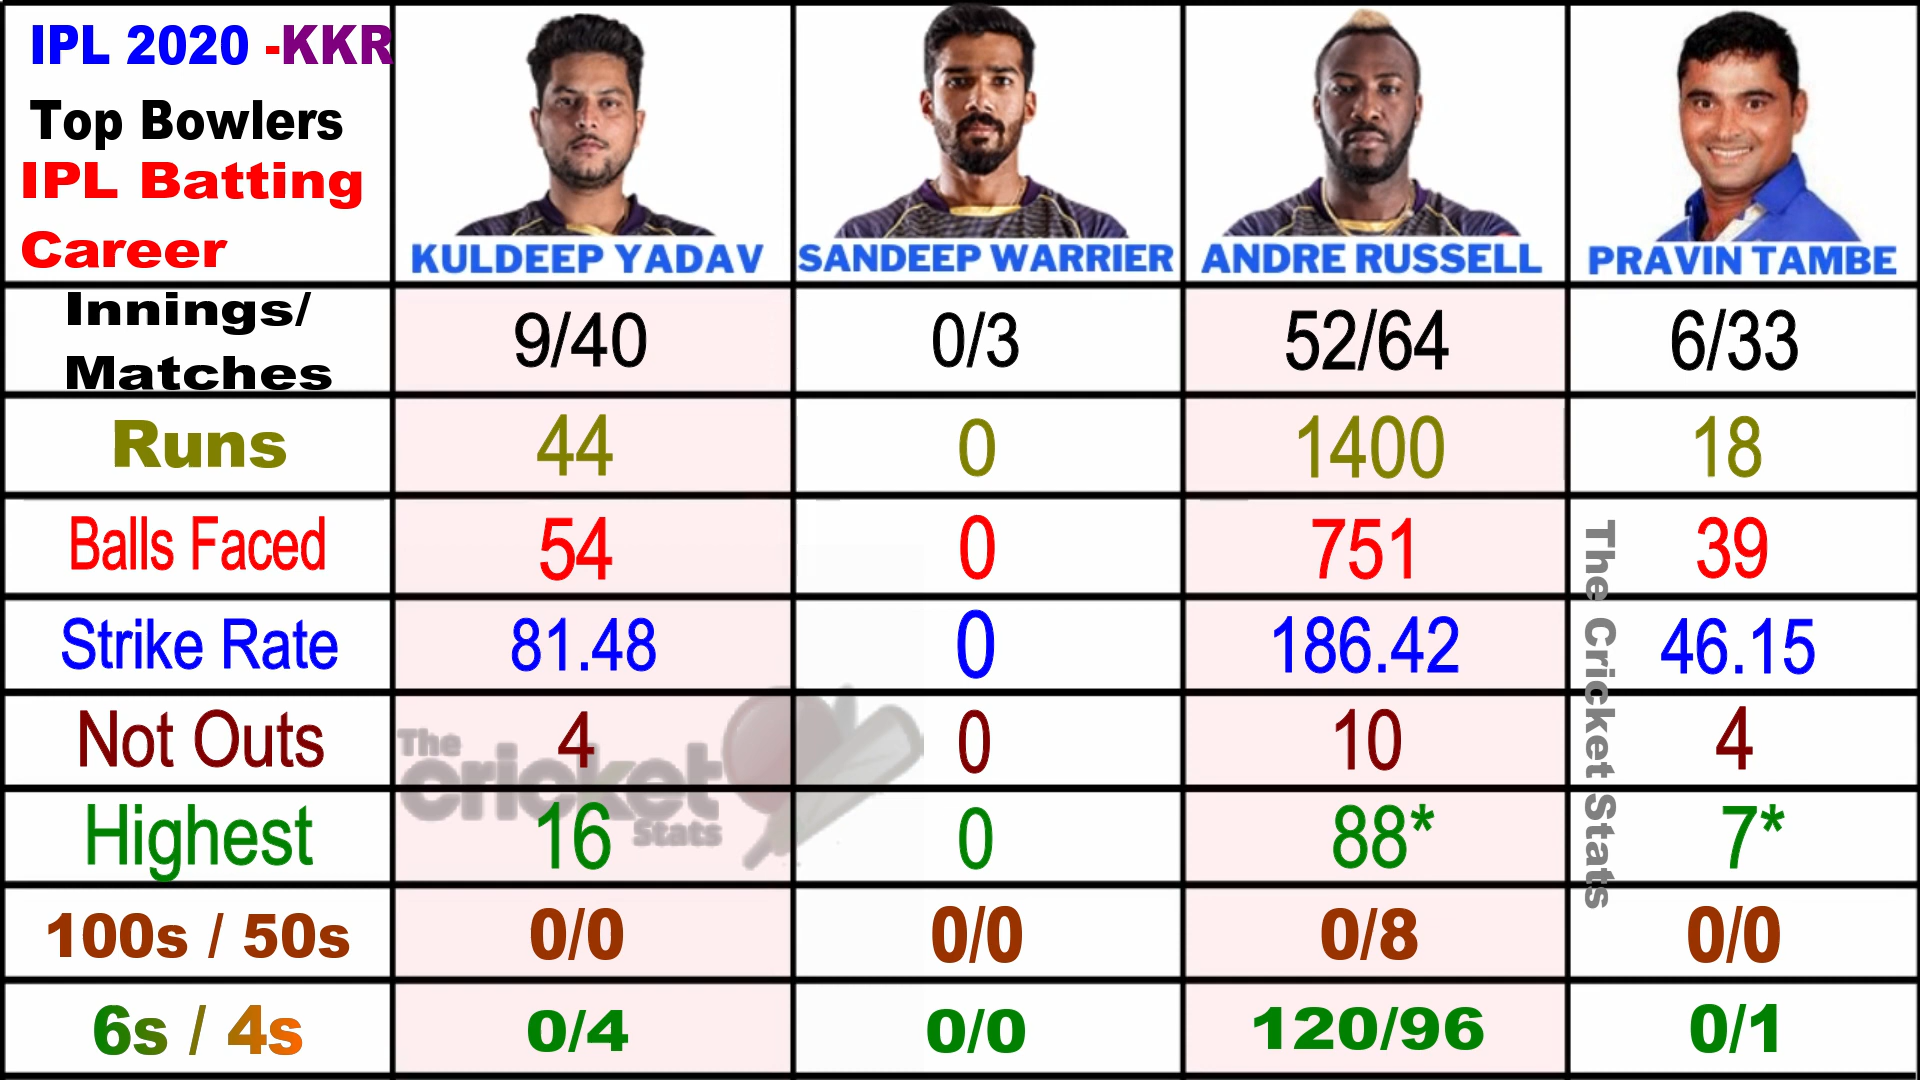 IPL 2020 -KKR
Top Bowlers
IPL Batting
Career
KULDEEP YADAV
SANDEEP WARRIER
ANDRE RUSSELL
PRAVIN TAMBE
Innings/
Matches
9/40
0/3
52/64
6/33
Runs
44
0
1400
18
Balls Faced
54
0
751
39
Strike Rate
81.48
0
186.42
46.15
Not Outs
4
0
10
4
Highest
16
0
88*
7*
100s / 50s
0/0
0/0
0/8
0/0
6s / 4s
0/4
0/0
120/96
0/1
The
cricket
Stats
The Cricket Stats